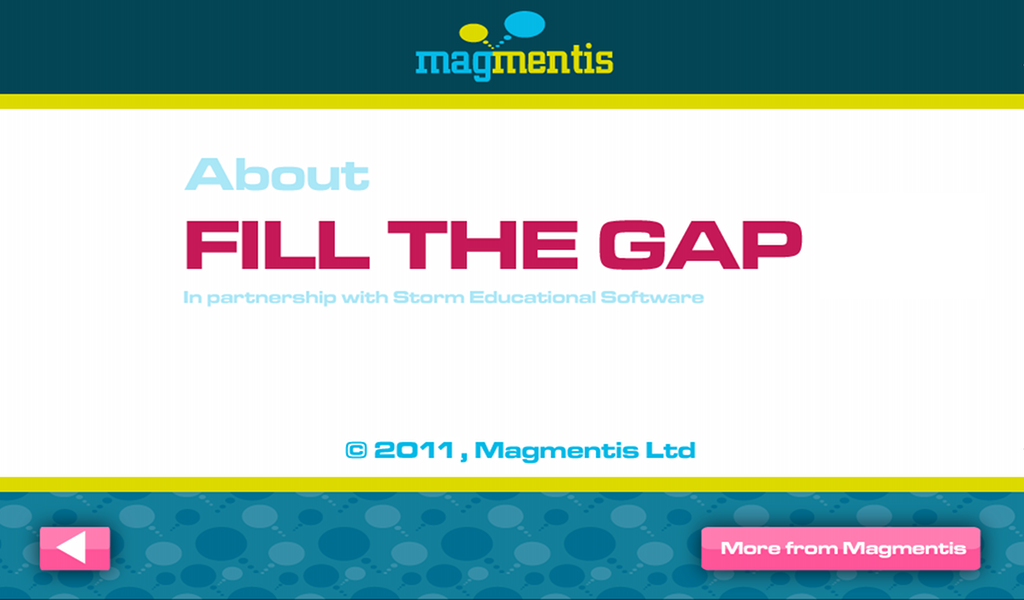 magmentis
About
FILL THE GAP
In partnership with Storm Educational Software
© 2011, Magmentis Ltd
More from Magmentis